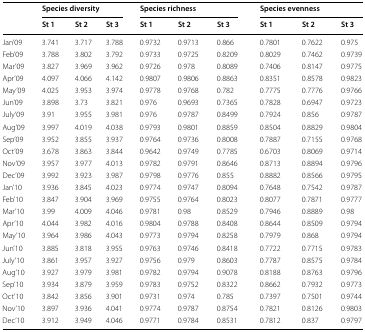 Species diversity Species richness Species evenness
St 1 St 2 St 3 St 1 St 2 St 3 St 1 St 2 St 3
Jan'09 3.741 3.717 3.788 0.9732 0.9713 0.866 0.7801 0.7622 0.975
Feb'09 3.788 3.802 3.792 0.9733 0.9725 0.8209 0.8029 0.7462 0.9739
Mar'09 3.827 3.969 3.962 0.9726 0.978 0.8089 0.7406 0.8147 0.9775
Apr'09 4.097 4.066 4.142 0.9807 0.9806 0.8863 0.8351 0.8578 0.9823
May'09 4.025 3.953 3.974 0.9778 0.9768 0.782 0.7775 0.7776 0.9766
Jun'09 3.898 3.73 3.821 0.976 0.9693 0.7365 0.7828 0.6947 0.9723
July'09 3.91 3.955 3.981 0.976 0.9787 0.8499 0.7924 0.856 0.9787
Aug'09 3.997 4.019 4.038 0.9793 0.9801 0.8859 0.8504 0.8829 0.9804
Sep'09 3.952 3.855 3.937 0.9764 0.9736 0.8008 0.7887 0.7155 0.9768
Oct'09 3.678 3.863 3.844 0.9642 0.9749 0.7785 0.6703 0.8069 0.9714
Nov'09 3.957 3.977 4.013 0.9782 0.9791 0.8646 0.8713 0.8894 0.9796
Dec'09 3.992 3.923 3.987 0.9798 0.9776 0.855 0.8882 0.8566 0.9795
Jan'10 3.936 3.845 4.023 0.9774 0.9747 0.8094 0.7648 0.7542 0.9787
Feb'10 3.847 3.904 3.969 0.9755 0.9764 0.8023 0.8077 0.7871 0.9777
Mar'10 3.99 4.009 4.046 0.9781 0.98 0.8529 0.7946 0.8889 0.98
Apr'10 4.044 3.982 4.016 0.9804 0.9788 0.8408 0.8644 0.8509 0.9794
May'10 3.964 3.986 4.043 0.9773 0.9794 0.8258 0.7979 0.868 0.9794
Jun'10 3.885 3.818 3.955 0.9763 0.9746 0.8418 0.7722 0.7715 0.9783
July'10 3.861 3.957 3.927 0.9756 0.979 0.8603 0.7787 0.8575 0.9784
Aug'10 3.927 3.979 3.981 0.9782 0.9794 0.9078 0.8188 0.8763 0.9796
Sep'10 3.934 3.879 3.959 0.9783 0.9752 0.8322 0.8662 0.7932 0.9773
Oct'10 3.842 3.856 3.901 0.9731 0.974 0.785 0.7397 0.7501 0.9744
Nov'10 3.897 3.936 4.041 0.9774 0.9787 0.8754 0.7821 0.8126 0.9803
Dec'10 3.912 3.949 4.046 0.9771 0.9784 0.8531 0.7812 0.837 0.9797